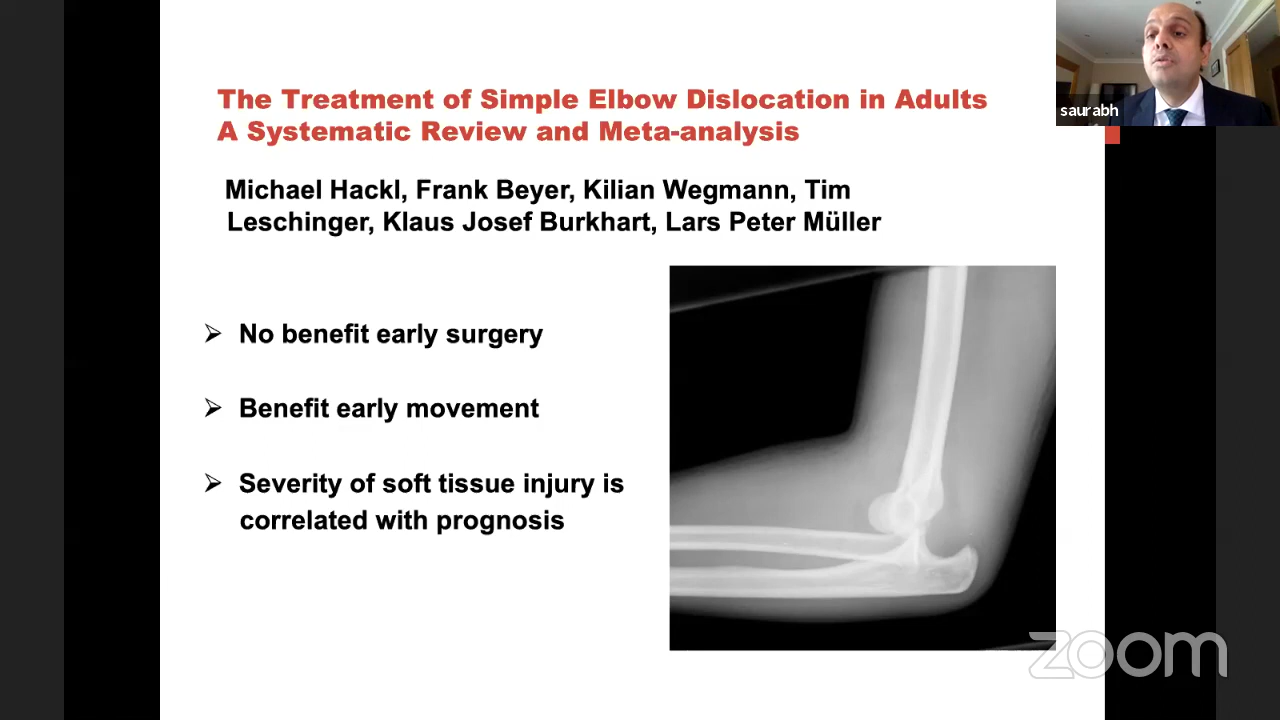 The Treatment of Simple Elbow Dislocation in Adults
A Systematic Review and Meta-analysis
saurabh
Michael Hackl, Frank Beyer, Kilian Wegmann, Tim
Leschinger, Klaus Josef Burkhart, Lars Peter Müller
➢ No benefit early surgery
➢ Benefit early movement
➢ Severity of soft tissue injury is
correlated with prognosis
zoom